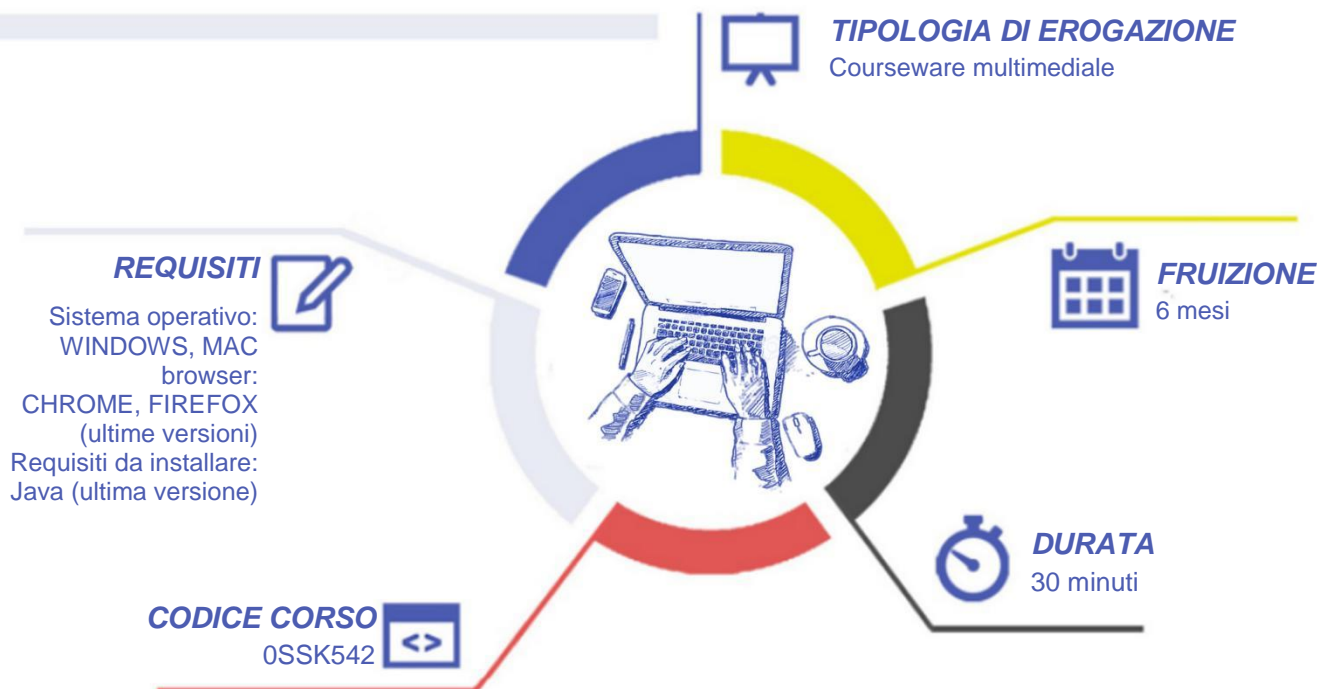 TIPOLOGIA DI EROGAZIONE
Courseware multimediale
REQUISITI
Sistema operativo:
WINDOWS, MAC
browser:
CHROME, FIREFOX
(ultime versioni)
Requisiti da installare:
Java (ultima versione)
FRUIZIONE
6 mesi
DURATA
30 minuti
CODICE CORSO
0SSK542